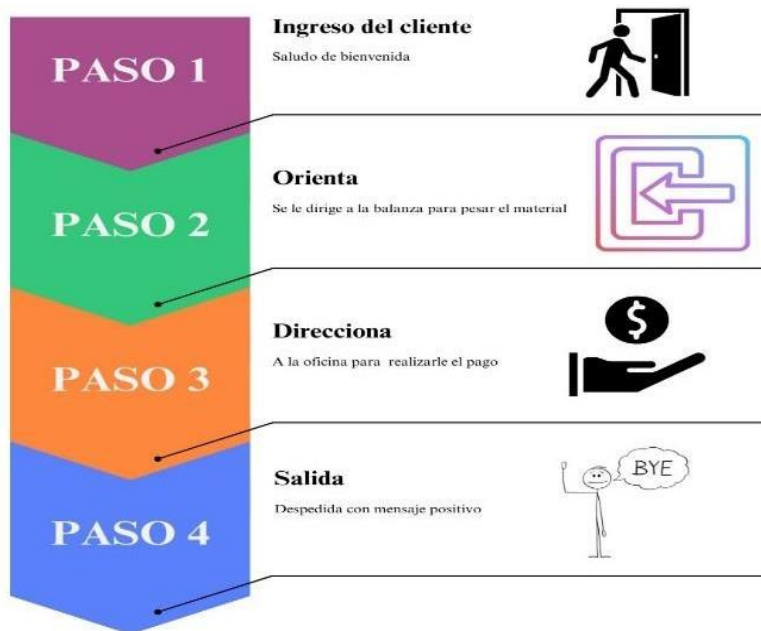 PASO 1
Ingreso del cliente
Saludo de bienvenida
PASO 2
Orienta
Se le dirige a la balanza para pesar el material
PASO 3
Direcciona
A la oficina para realizarle el pago
$
PASO 4
Salida
Despedida con mensaje positivo
BYE